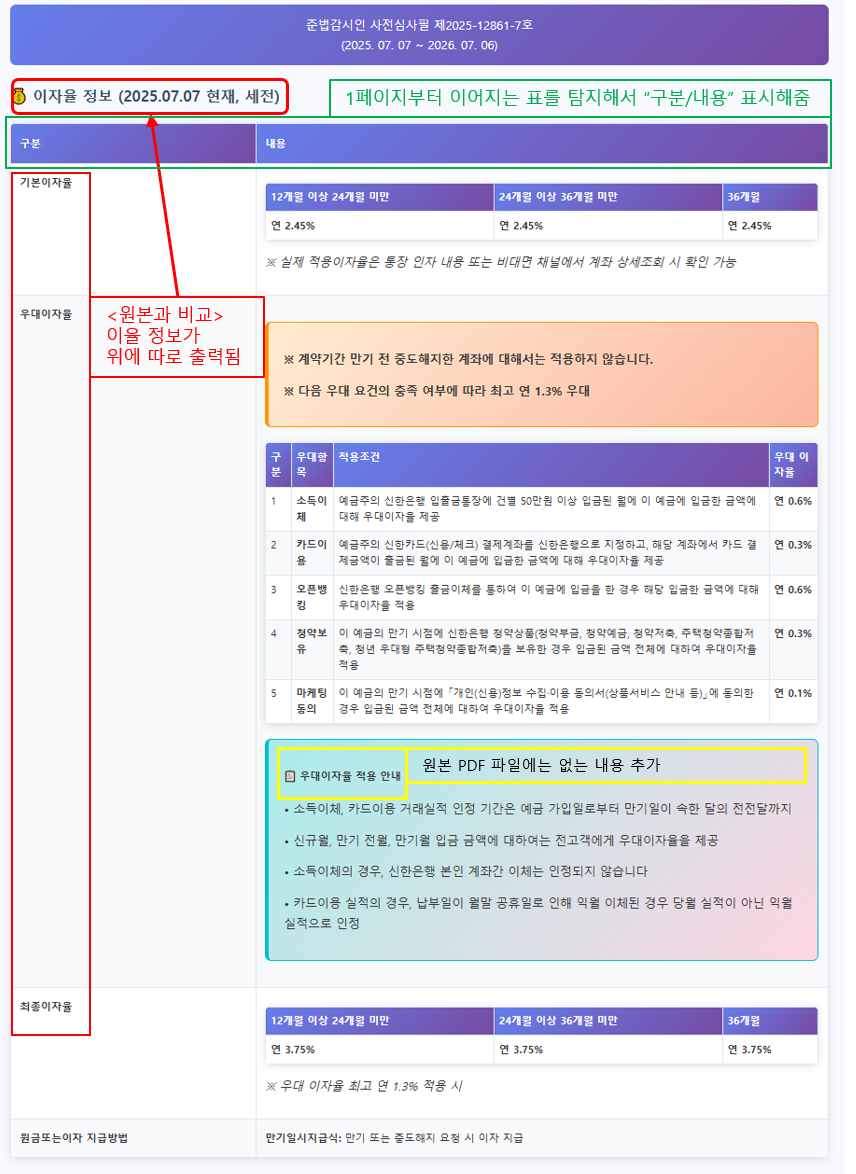 준법감시인 사전심사필 제2025-12861-7호
(2025. 07. 07 ~ 2026. 07. 06)
이자율 정보 (2025.07.07 현재, 세전)
1페이지부터 이어지는 표를 탐지해서 “구분/내용” 표시해줌
구분
내용
기본이자율
12개월 이상 24개월 미만
24개월 이상 36개월 미만
36개월
연 2.45%
연 2.45%
연 2.45%
※ 실제 적용이자율은 통장 인자 내용 또는 비대면 채널에서 계좌 상세조회 시 확인 가능
우대이자율
<원본과 비교>
이율 정보가
위에 따로 출력됨
※ 계약기간 만기 전 중도해지한 계좌에 대해서는 적용하지 않습니다.
※ 다음 우대 요건의 충족 여부에 따라 최고 연 1.3% 우대
구
분
우대항
목
적용조건
우대 이
자율
1
소득이
체
예금주의 신한은행 입출금통장에 건별 50만원 이상 입금된 월에 이 예금에 입금한 금액에
대해 우대이자율 제공
연 0.6%
2
카드이
용
예금주의 신한카드(신용/체크) 결제계좌를 신한은행으로 지정하고, 해당 계좌에서 카드 결
제금액이 출금된 월에 이 예금에 입금한 금액에 대해 우대이자율 제공
연 0.3%
3
오픈뱅
킹
신한은행 오픈뱅킹 출금이체를 통하여 이 예금에 입금을 한 경우 해당 입금한 금액에 대해
우대이자율 적용
연 0.6%
4
청약보
유
이 예금의 만기 시점에 신한은행 청약상품(청약부금, 청약예금, 청약저축, 주택청약종합저
축, 청년 우대형 주택청약종합저축)을 보유한 경우 입금된 금액 전체에 대하여 우대이자율
적용
연 0.3%
5
마케팅
동의
이 예금의 만기 시점에 「개인(신용)정보 수집·이용 동의서(상품서비스 안내 등)」에 동의한
경우 입금된 금액 전체에 대하여 우대이자율 적용
연 0.1%
우대이자율 적용 안내
원본 PDF 파일에는 없는 내용 추가
• 소득이체, 카드이용 거래실적 인정 기간은 예금 가입일로부터 만기일이 속한 달의 전전달까지
• 신규월, 만기 전월, 만기월 입금 금액에 대하여는 전고객에게 우대이자율을 제공
• 소득이체의 경우, 신한은행 본인 계좌간 이체는 인정되지 않습니다
• 카드이용 실적의 경우, 납부일이 월말 공휴일로 인해 익월 이체된 경우 당월 실적이 아닌 익월
실적으로 인정
최종이자율
12개월 이상 24개월 미만
24개월 이상 36개월 미만
36개월
연 3.75%
연 3.75%
연 3.75%
※ 우대 이자율 최고 연 1.3% 적용 시
원금또는이자 지급방법
만기일시지급식: 만기 또는 중도해지 요청 시 이자 지급